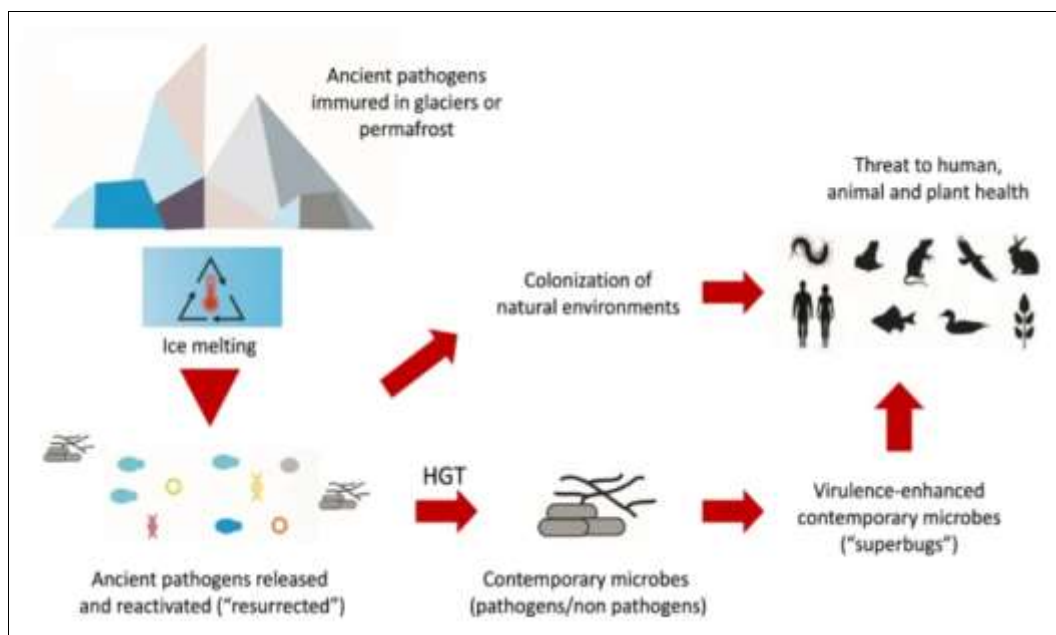 Ancient pathogens
immured in glaciers or
permafrost
Ice melting
Ancient pathogens released
and reactivated (“resurrected”)
HGT
Contemporary microbes
(pathogens/non pathogens)
Colonization of
natural environments
Virulence-enhanced
contemporary microbes
(“superbugs”)
Threat to human,
animal and plant health